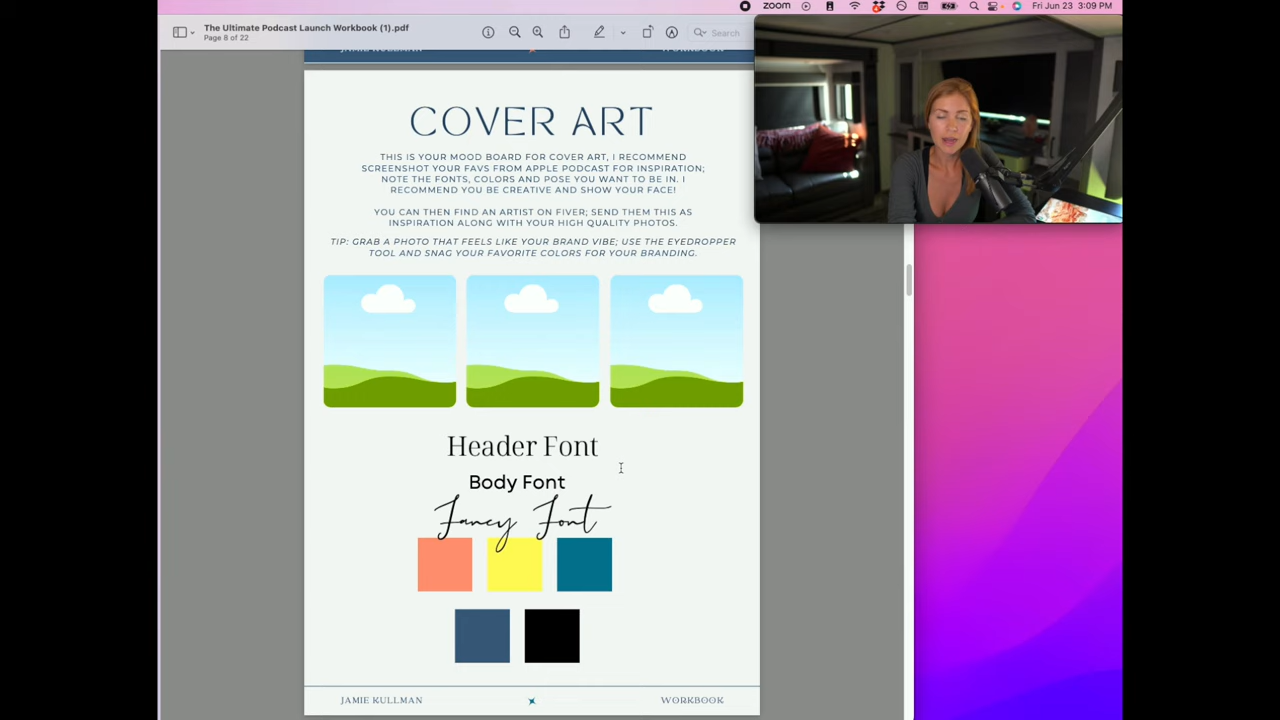 zoom
Fri Jun 23 3:09 PM
The Ultimate Podcast Launch Workbook (1).pdf
Page 8 of 22
Search
JAMIE KULLMAN
WORKBOOK
COVER ART
THIS IS YOUR MOOD BOARD FOR COVER ART, I RECOMMEND
SCREENSHOT YOUR FAVS FROM APPLE PODCAST FOR INSPIRATION;
NOTE THE FONTS, COLORS AND POSE YOU WANT TO BE IN. I
RECOMMEND YOU BE CREATIVE AND SHOW YOUR FACE!
YOU CAN THEN FIND AN ARTIST ON FIVER; SEND THEM THIS AS
INSPIRATION ALONG WITH YOUR HIGH QUALITY PHOTOS.
TIP: GRAB A PHOTO THAT FEELS LIKE YOUR BRAND VIBE; USE THE EYEDROPPER
TOOL AND SNAG YOUR FAVORITE COLORS FOR YOUR BRANDING.
Header Font
Body Font
Fancy Font
JAMIE KULLMAN
WORKBOOK